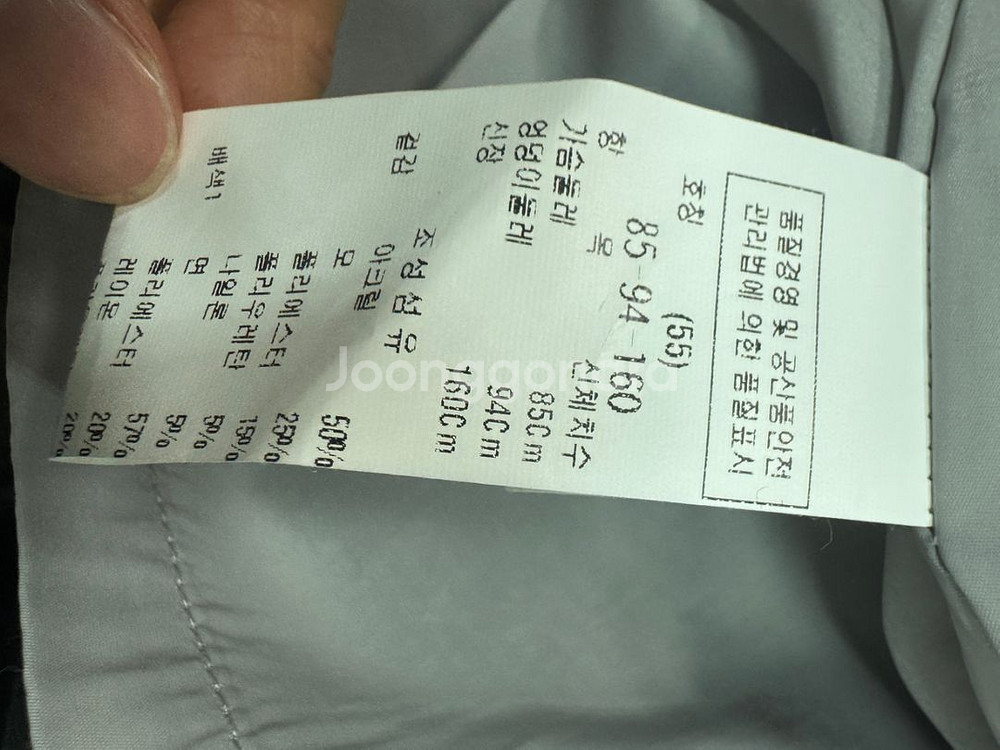 품질경영 및 공산품안전
관리법에 의한 품질표시
호칭 (55)
85-94-160
항 목 신체치수
가슴둘레 85Cm
엉덩이둘레 94Cm
신장 160Cm
조 성 섬 유
겉감 아크릴 50%
모 25%
폴리에스터 15%
폴리우레탄 5%
나일론 5%
배색1 면 57%
폴리에스터 20%
레이온 20%
Joonggonara